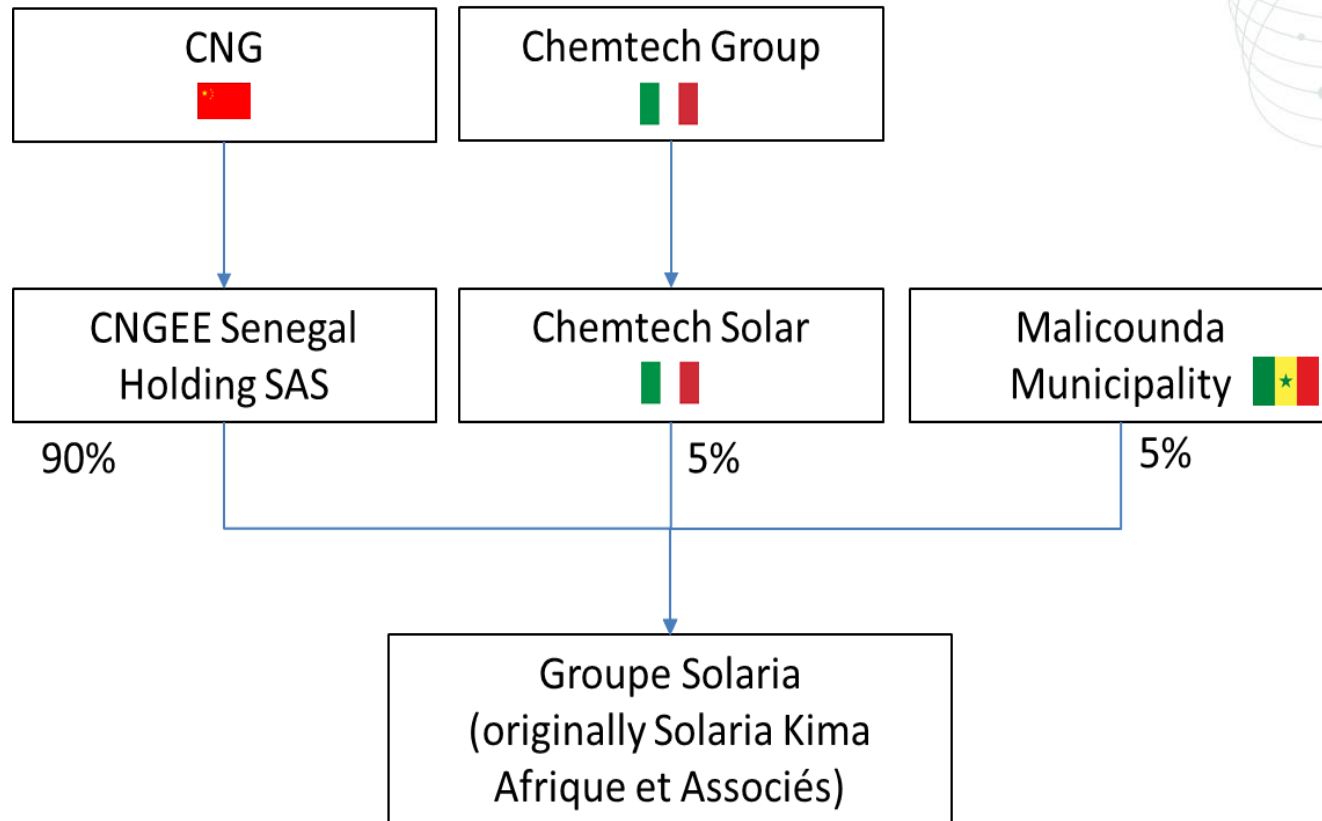 CNG
Chemtech Group
CNGEE Senegal
Holding SAS
Chemtech Solar
Malicounda
Municipality
90%
5%
5%
Groupe Solaria
(originally Solaria Kima
Afrique et Associés)